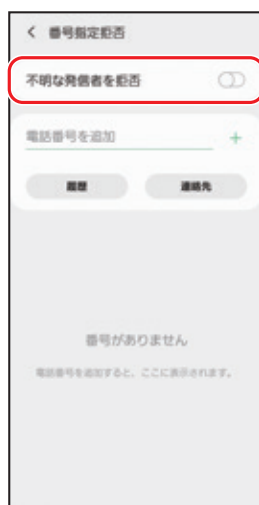 番号指定拒否
不明な発信者を拒否
電話番号を追加
履歴
連絡先
番号がありません
電話番号を追加すると、ここに表示されます。